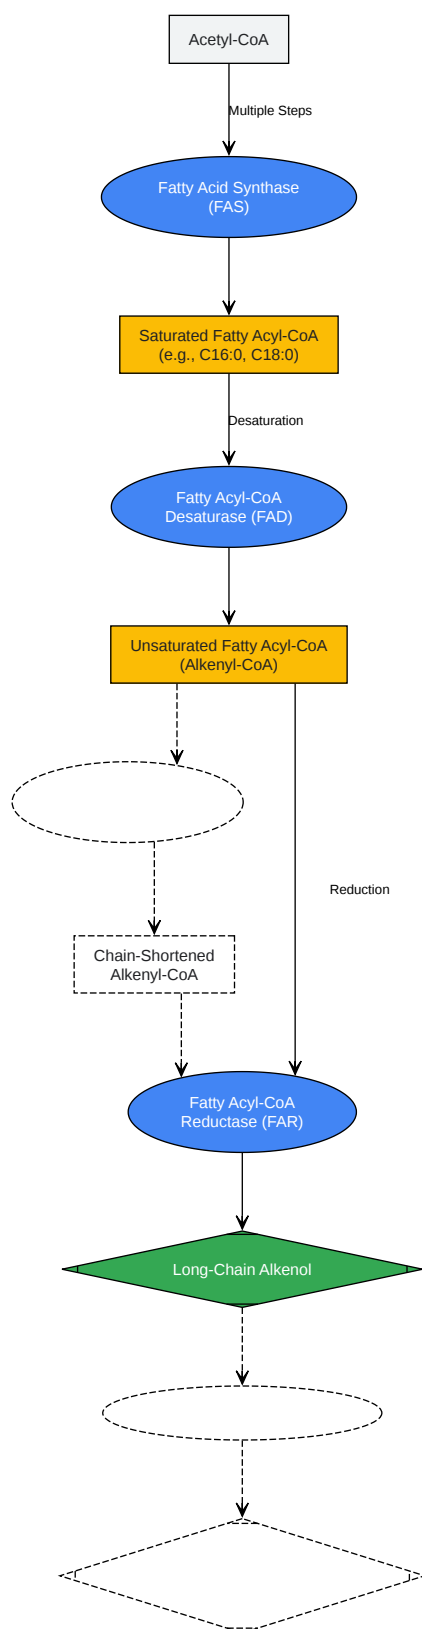 Acetyl-CoA
Multiple Steps
Fatty Acid Synthase
(FAS)
Saturated Fatty Acyl-CoA
(e.g., C16:0, C18:0)
Desaturation
Fatty Acyl-CoA
Desaturase (FAD)
Unsaturated Fatty Acyl-CoA
(Alkenyl-CoA)
Reduction
Chain-Shortened
Alkenyl-CoA
Fatty Acyl-CoA
Reductase (FAR)
Long-Chain Alkenol